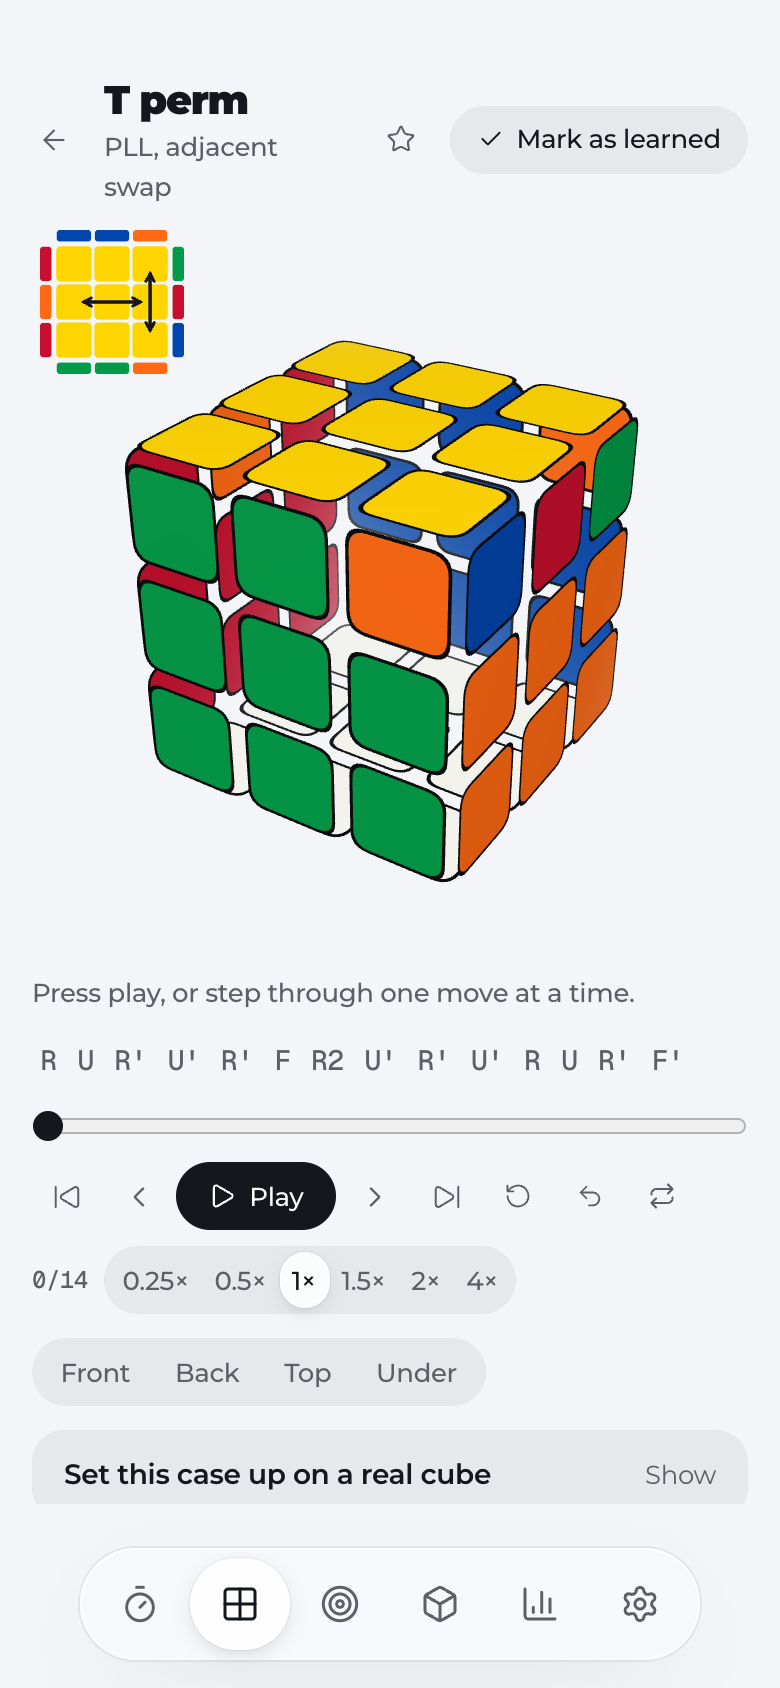 T perm
PLL, adjacent
swap
Mark as learned
Press play, or step through one move at a time.
R U R' U' R' F R2 U' R' U' R U R' F'
Play
0/14
0.25× 0.5× 1× 1.5× 2× 4×
Front Back Top Under
Set this case up on a real cube Show